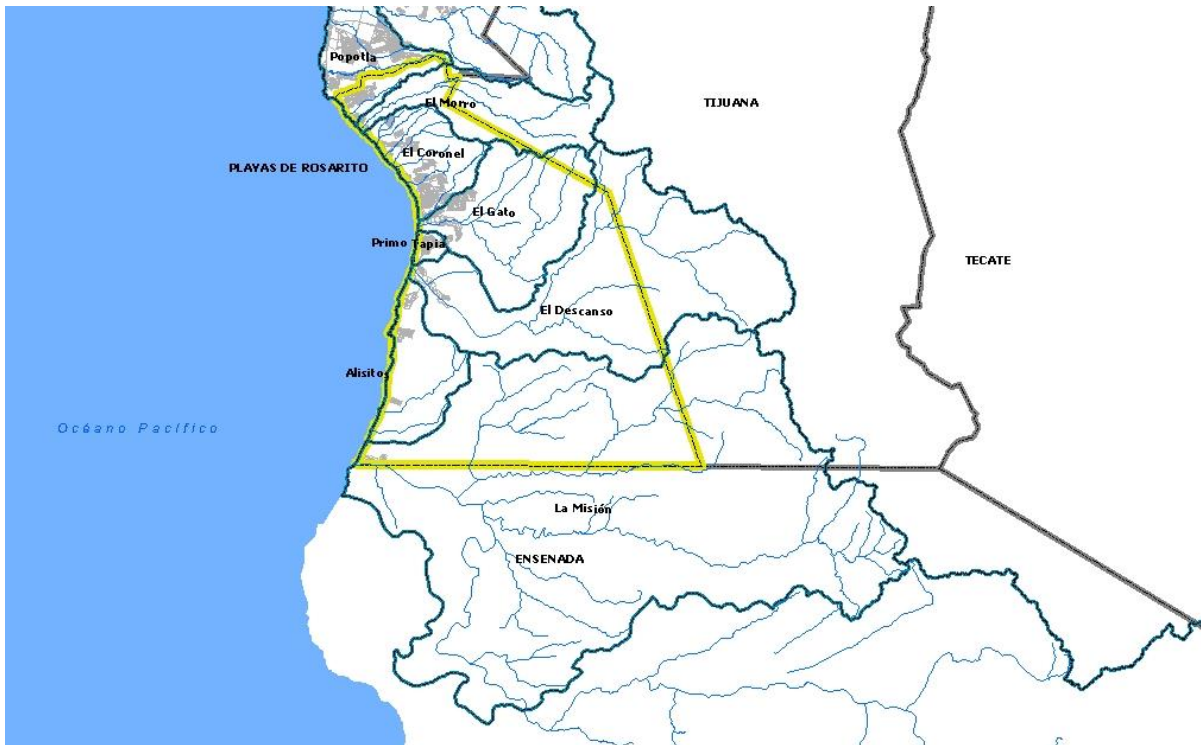 Popotla
TIJUANA
El Morro
El Coronel
PLAYAS DE ROSARITO
El Gato
Primo Tapia
TECATE
El Descanso
Alisitos
Océano Pacífico
La Misión
ENSENADA